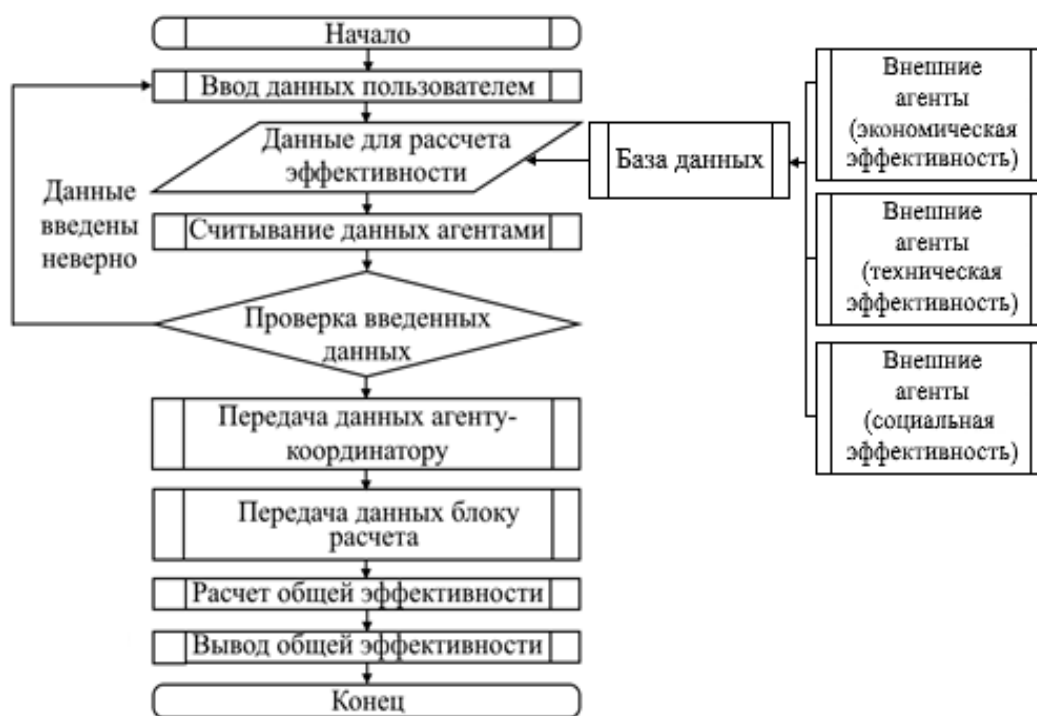 Начало
Ввод данных пользователем
Данные для рассчета
эффективности
Считывание данных агентами
Данные
введены
неверно
Проверка введенных
данных
Передача данных агенту-
координатору
Передача данных блоку
расчета
Расчет общей эффективности
Вывод общей эффективности
Конец
База данных
Внешние
агенты
(экономическая
эффективность)
Внешние
агенты
(техническая
эффективность)
Внешние
агенты
(социальная
эффективность)